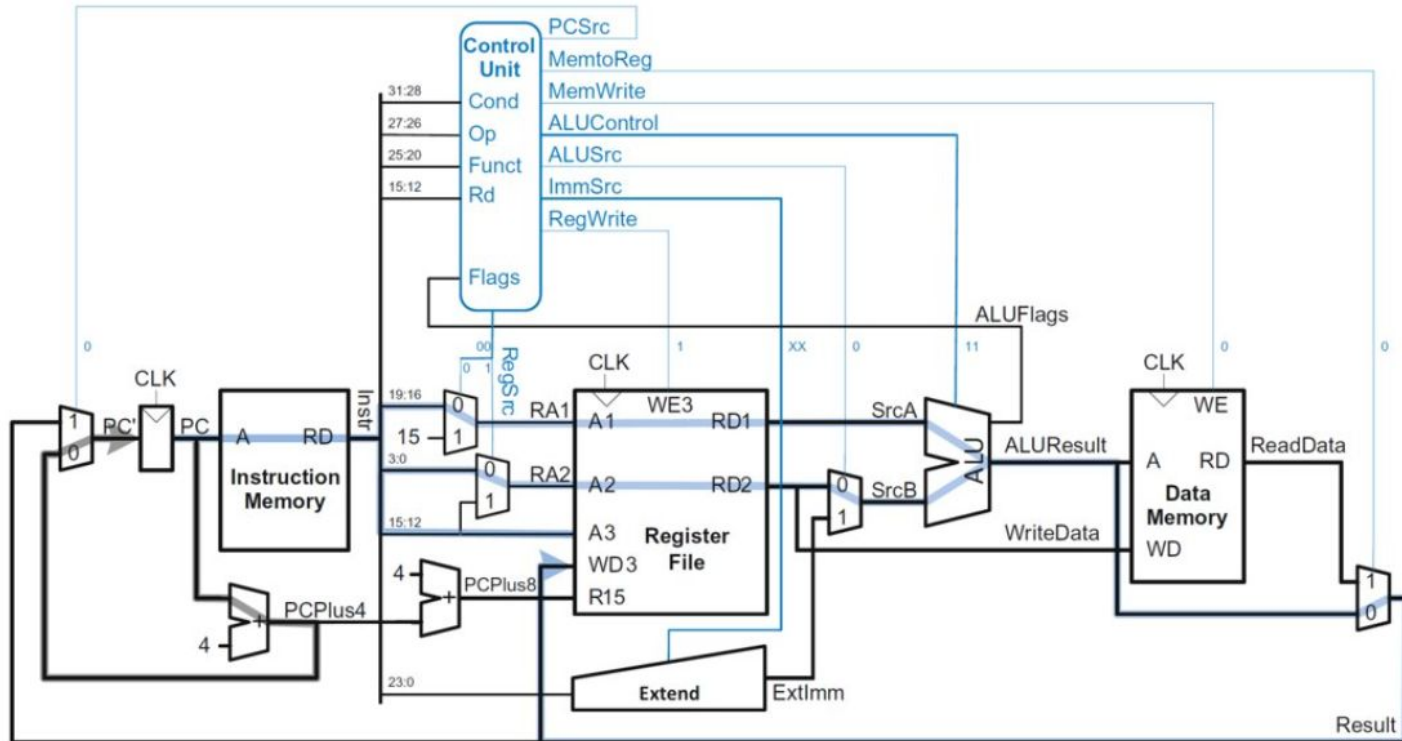 PCSrc
Control Unit
MemtoReg
31:28
Cond
MemWrite
27:26
Op
ALUControl
25:20
Funct
ALUSrc
15:12
Rd
ImmSrc
RegWrite
Flags
ALUFlags
0
00
0 1
RegSrc
1
XX
0
11
0
0
CLK
CLK
CLK
Instr
19:16
0
1
15
RA1
A1
WE3
RD1
SrcA
WE
1
0
PC'
PC
A
RD
Instruction Memory
3:0
0
1
RA2
A2
RD2
0
1
SrcB
ALU
ALUResult
A
RD
ReadData
Data Memory
15:12
A3
Register File
WriteData
WD
WD3
4
+
PCPlus8
R15
1
0
4
+
PCPlus4
23:0
Extend
ExtImm
Result